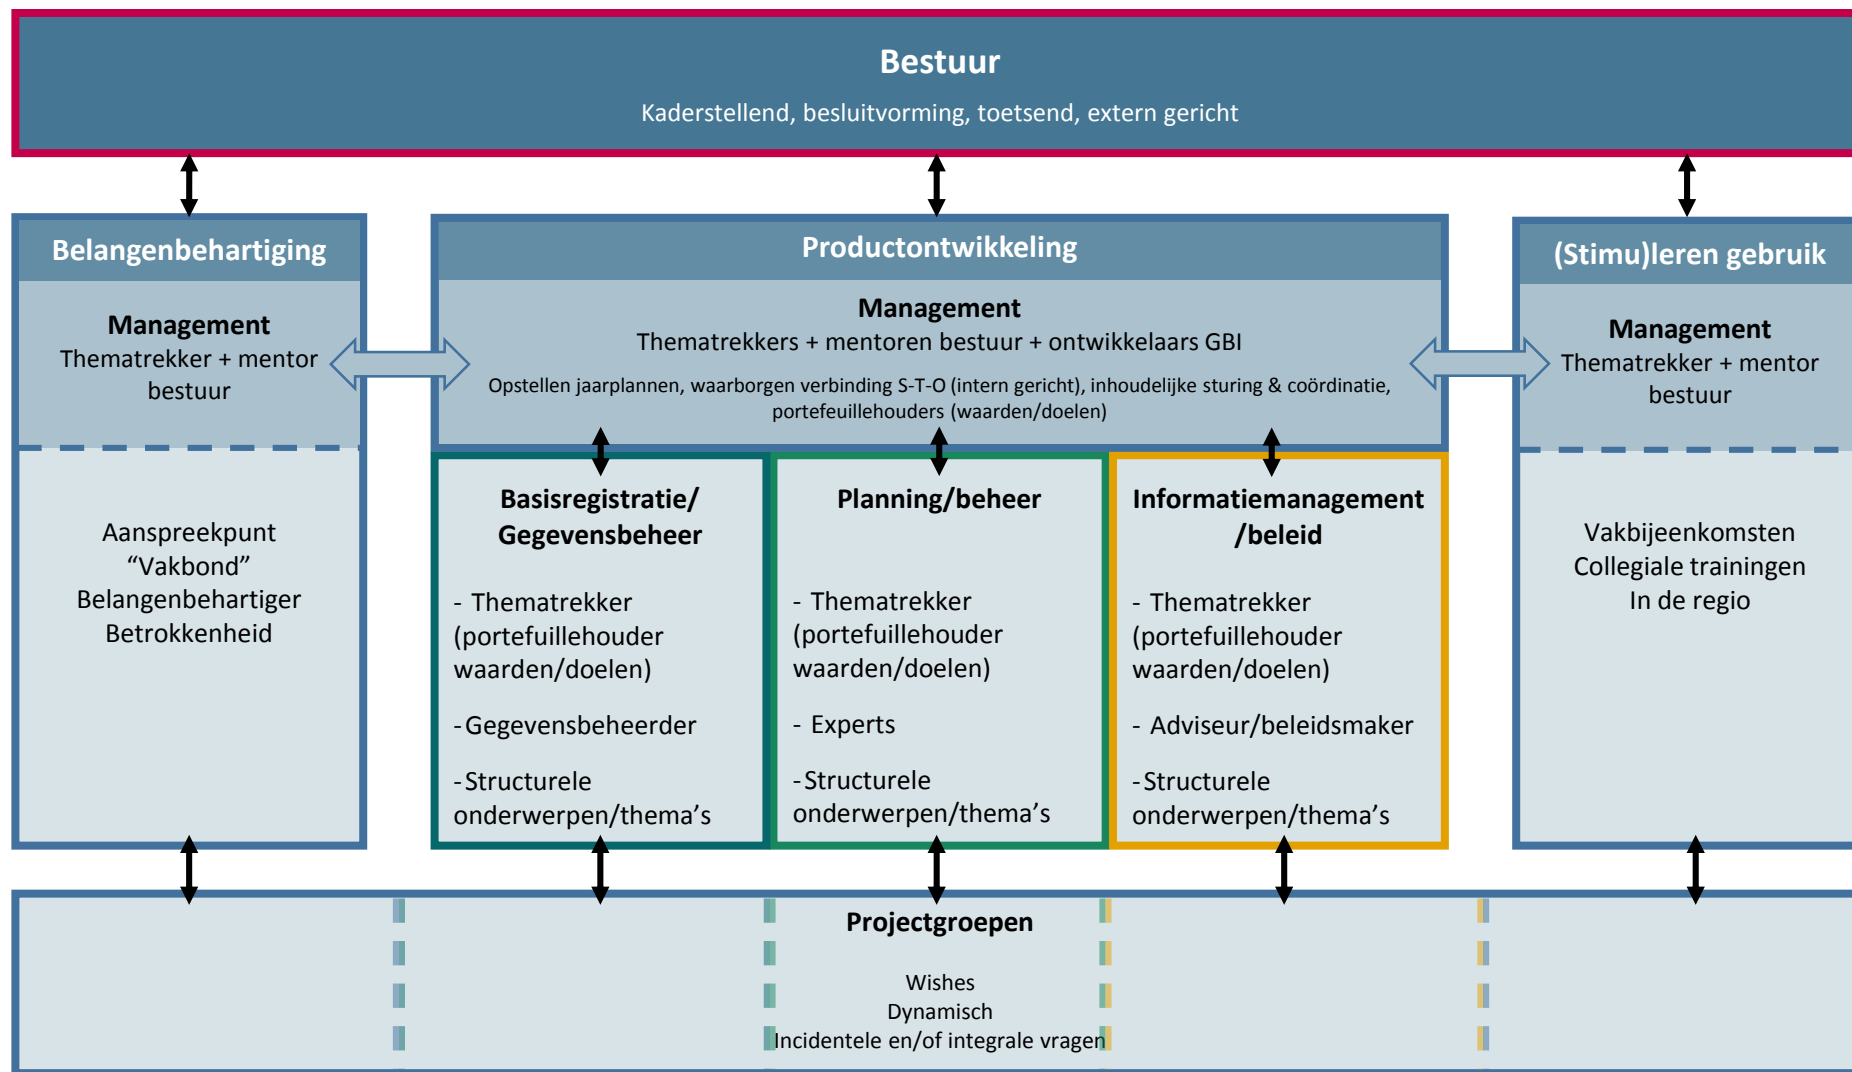 Bestuur
Kaderstellend, besluitvorming, toetsend, extern gericht
Belangenbehartiging
Management
Thematrekker + mentor
bestuur
Aanspreekpunt
“Vakbond”
Belangenbehartiger
Betrokkenheid
Productontwikkeling
Management
Thematrekkers + mentoren bestuur + ontwikkelaars GBI
Opstellen jaarplannen, waarborgen verbinding S-T-O (intern gericht), inhoudelijke sturing & coördinatie,
portefeuillehouders (waarden/doelen)
Basisregistratie/
Gegevensbeheer
- Thematrekker
(portefuillehouder
waarden/doelen)
-Gegevensbeheerder
-Structurele
onderwerpen/thema’s
Planning/beheer
- Thematrekker
(portefuillehouder
waarden/doelen)
- Experts
-Structurele
onderwerpen/thema’s
Informatiemanagement
/beleid
- Thematrekker
(portefuillehouder
waarden/doelen)
- Adviseur/beleidsmaker
-Structurele
onderwerpen/thema’s
(Stimu)leren gebruik
Management
Thematrekker + mentor
bestuur
Vakbijeenkomsten
Collegiale trainingen
In de regio
Projectgroepen
Wishes
Dynamisch
Incidentele en/of integrale vragen